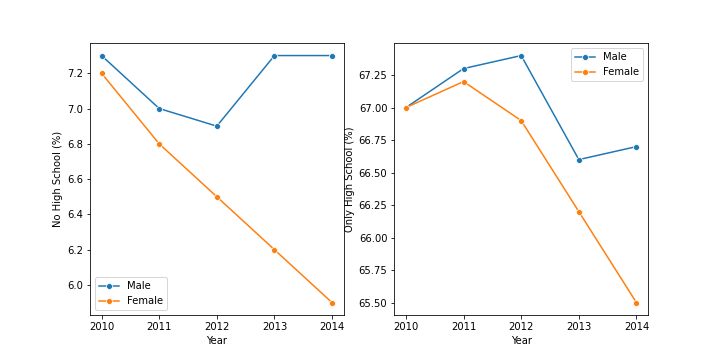 No High School (%)
7.2
7.0
6.8
6.6
6.4
6.2
6.0
Male
Female
2010 2011 2012 2013 2014
Year
Only High School (%)
67.25
67.00
66.75
66.50
66.25
66.00
65.75
65.50
Male
Female
2010 2011 2012 2013 2014
Year